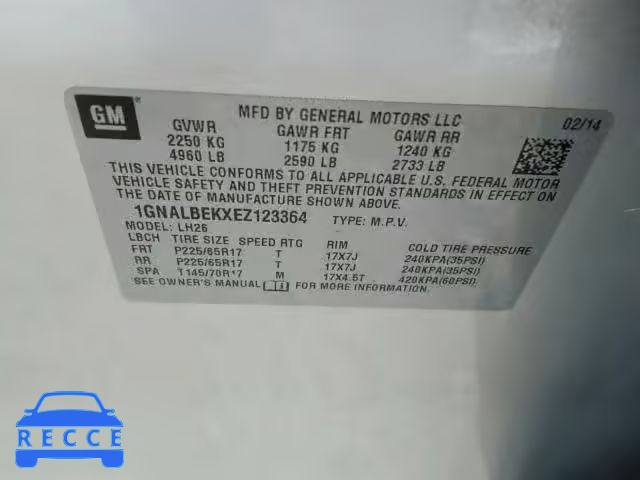 GM
MFD BY GENERAL MOTORS LLC
02/14
GVWR GAWR FRT GAWR RR
2250 KG 1175 KG 1240 KG
4960 LB 2590 LB 2733 LB
THIS VEHICLE CONFORMS TO ALL APPLICABLE U.S. FEDERAL MOTOR
VEHICLE SAFETY AND THEFT PREVENTION STANDARDS IN EFFECT ON
THE DATE OF MANUFACTURE SHOWN ABOVE.
1GNALBEKXEZ123364 TYPE: M.P.V.
MODEL: LH26
LBCH TIRE SIZE SPEED RTG RIM COLD TIRE PRESSURE
FRT P225/65R17 T 17X7J 240KPA(35PSI)
RR P225/65R17 T 17X7J 240KPA(35PSI)
SPA T145/70R17 M 17X4.5T 420KPA(60PSI)
SEE OWNER'S MANUAL FOR MORE INFORMATION.
RECCE